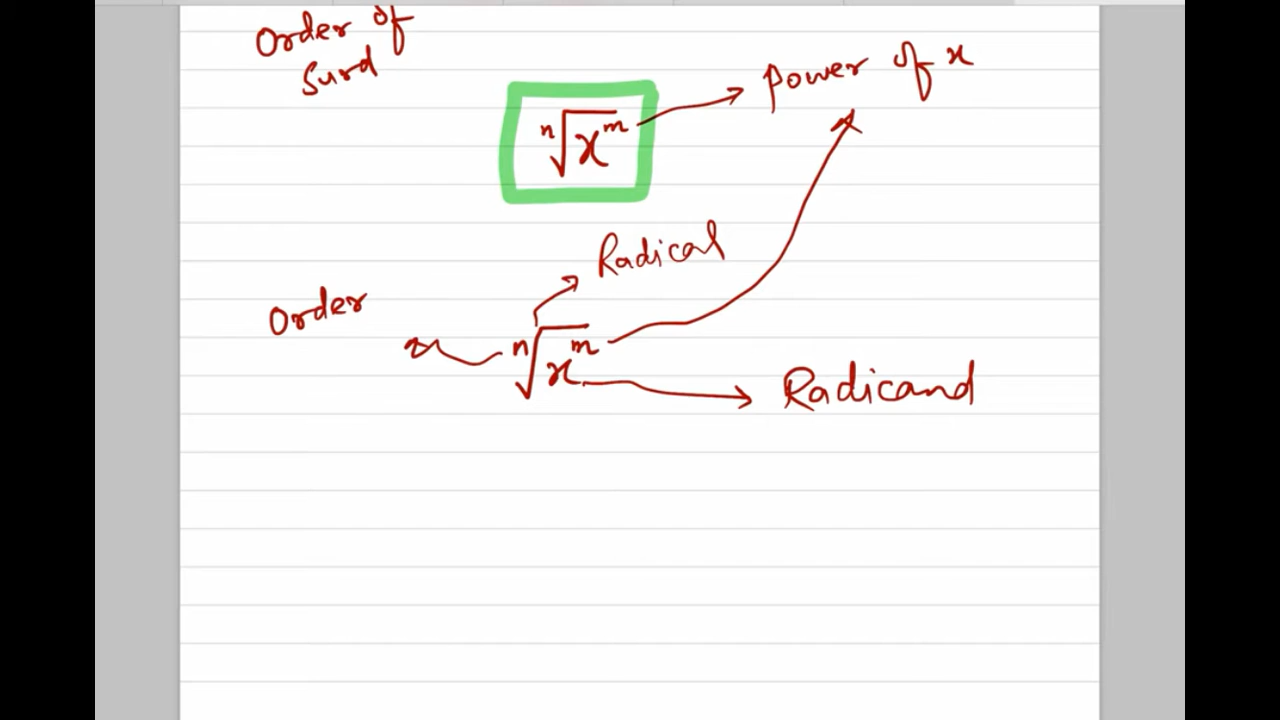 Order of
Surd
ⁿ√xᵐ
Power of x
Radical
Order
ⁿ√xᵐ
Radicand